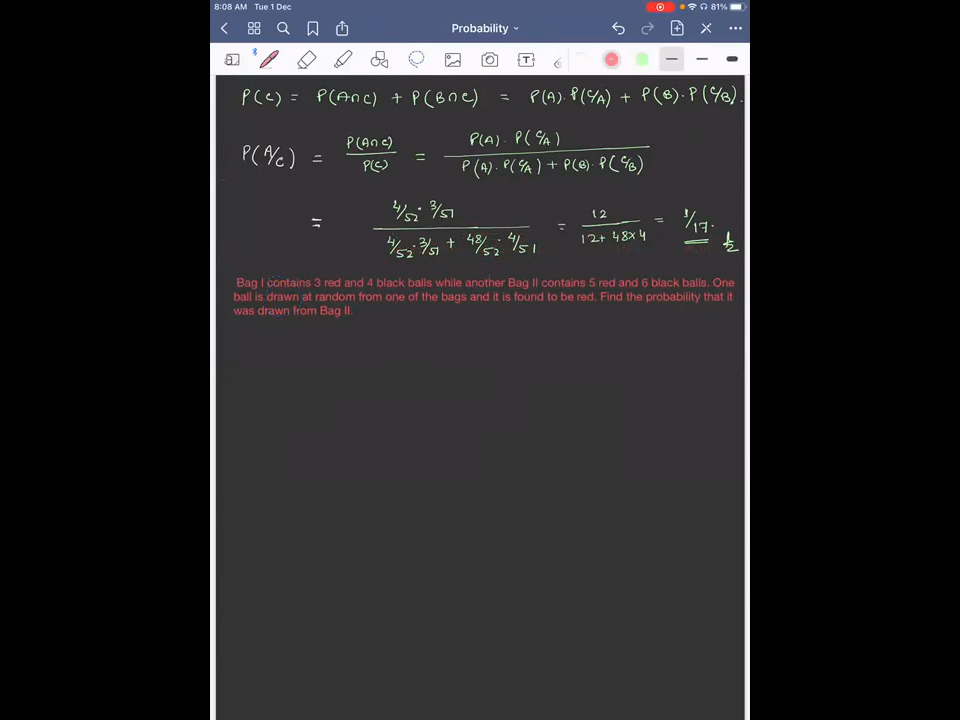 8:08 AM Tue 1 Dec 81%
Probability
P(C) = P(A∩C) + P(B∩C) = P(A).P(C/A) + P(B).P(C/B).
P(A/C) = P(A∩C)/P(C) = P(A).P(C/A) / P(A).P(C/A) + P(B).P(C/B)
= 4/52 . 3/51 / 4/52 . 3/51 + 48/52 . 4/51 = 12 / 12 + 48×4 = 1/17.
1/2
Bag I contains 3 red and 4 black balls while another Bag II contains 5 red and 6 black balls. One
ball is drawn at random from one of the bags and it is found to be red. Find the probability that it
was drawn from Bag II.